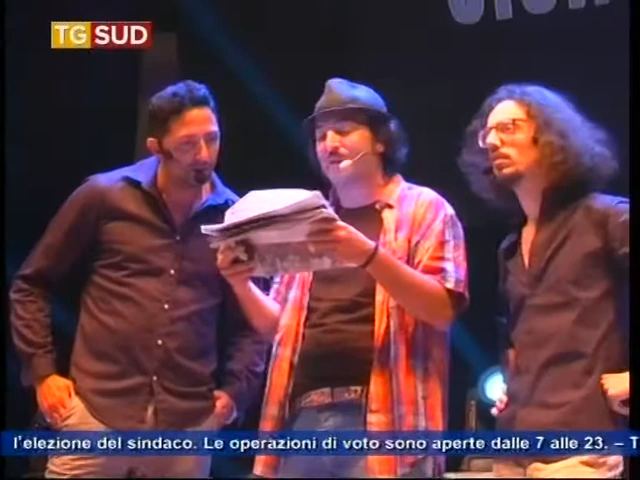 TG SUD
l'elezione del sindaco. Le operazioni di voto sono aperte dalle 7 alle 23. – T